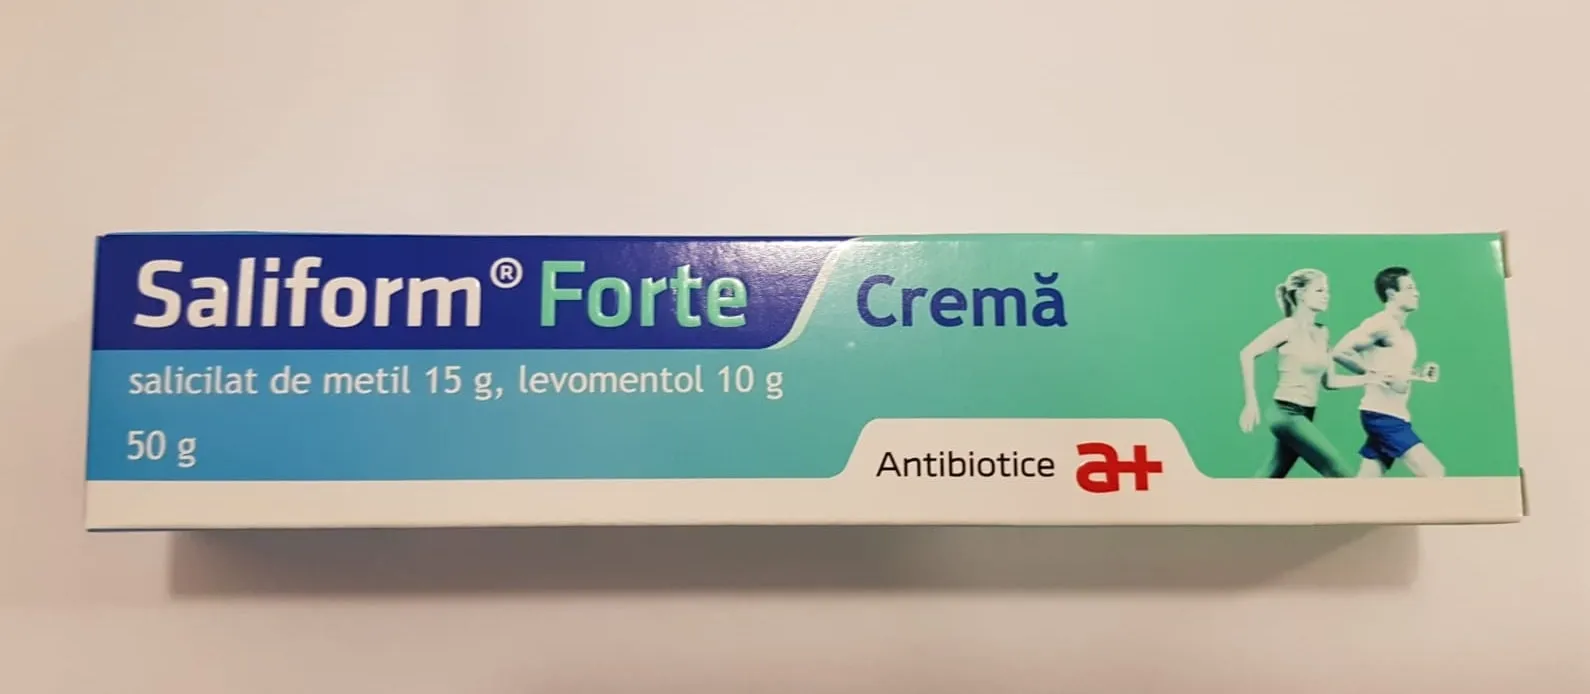 Saliform® Forte Cremă
salicilat de metil 15 g, levomentol 10 g
50 g
Antibiotice a+